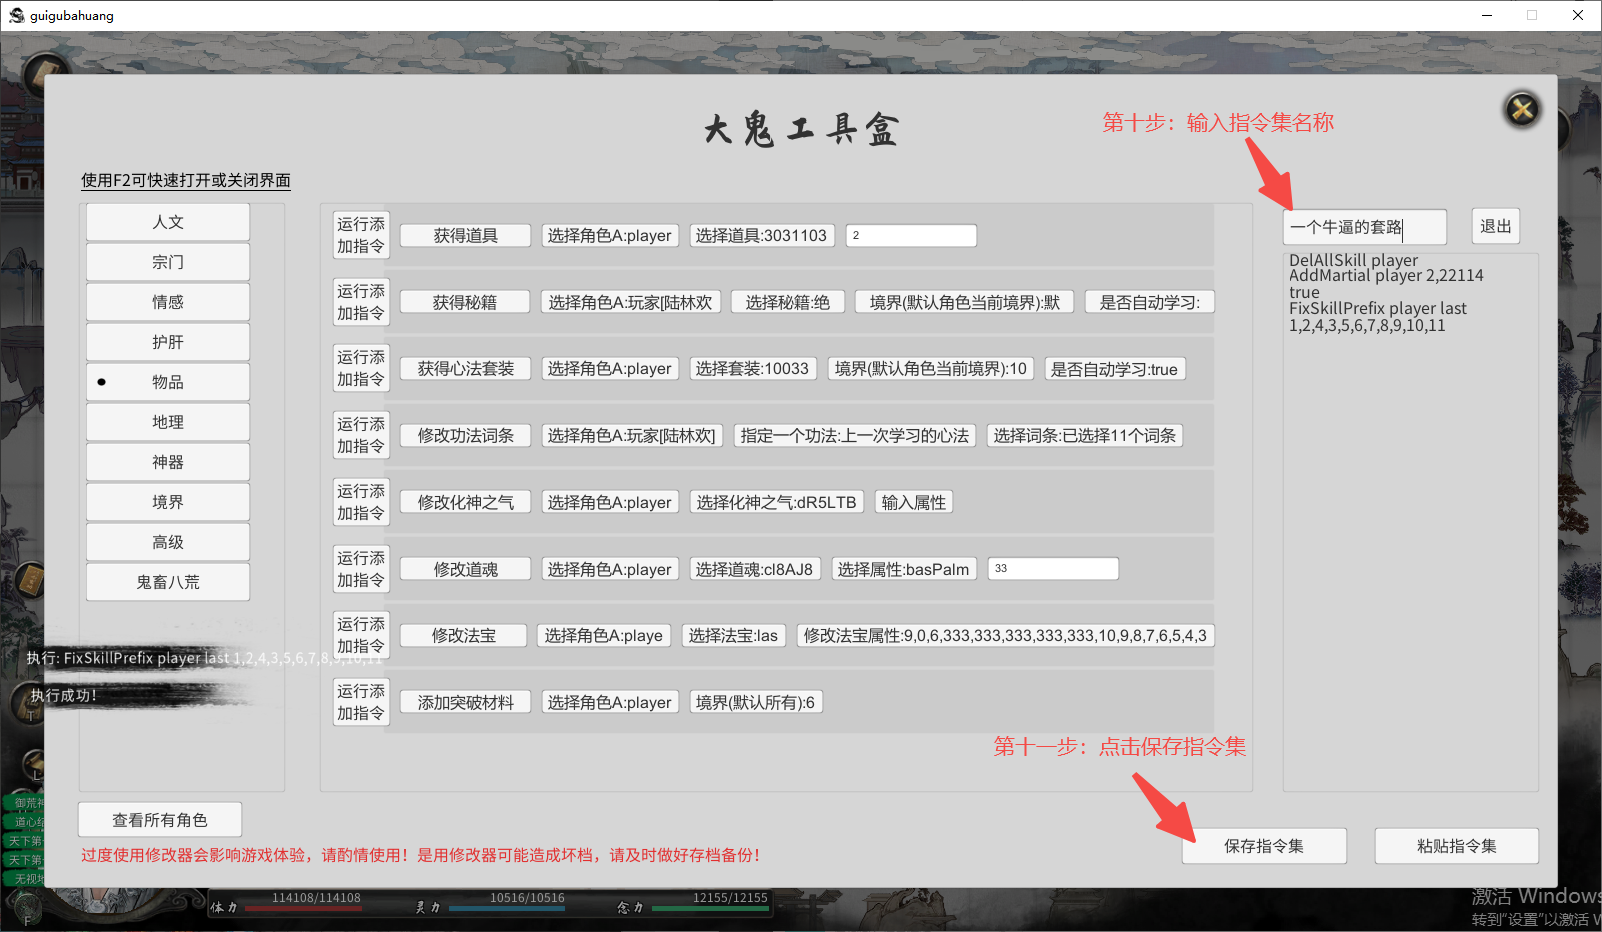 guigubahuang
大鬼工具盒
第十步：输入指令集名称
使用F2可快速打开或关闭界面
一个牛逼的套路
退出
人文
宗门
情感
护肝
物品
地理
神器
境界
高级
鬼畜八荒
运行添
加指令
获得道具
选择角色A:player
选择道具:3031103
2
运行添
加指令
获得秘籍
选择角色A:玩家[陆林欢
选择秘籍:绝
境界(默认角色当前境界):默
是否自动学习:
运行添
加指令
获得心法套装
选择角色A:player
选择套装:10033
境界(默认角色当前境界):10
是否自动学习:true
运行添
加指令
修改功法词条
选择角色A:玩家[陆林欢]
指定一个功法:上一次学习的心法
选择词条:已选择11个词条
运行添
加指令
修改化神之气
选择角色A:player
选择化神之气:dR5LTB
输入属性
运行添
加指令
修改道魂
选择角色A:player
选择道魂:cl8AJ8
选择属性:basPalm
33
运行添
加指令
修改法宝
选择角色A:playe
选择法宝:las
修改法宝属性:9,0,6,333,333,333,333,333,10,9,8,7,6,5,4,3
运行添
加指令
添加突破材料
选择角色A:player
境界(默认所有):6
DelAllSkill player
AddMartial player 2,22114
true
FixSkillPrefix player last
1,2,4,3,5,6,7,8,9,10,11
执行: FixSkillPrefix player last 1,2,4,3,5,6,7,8,9,10,11
执行成功！
T
L
第十一步：点击保存指令集
查看所有角色
保存指令集
粘贴指令集
过度使用修改器会影响游戏体验，请酌情使用！是用修改器可能造成坏档，请及时做好存档备份！
御荒神
道心结
天下第
天下第
无视地
F
体力
114108/114108
灵力
10516/10516
念力
12155/12155
激活 Windows
转到“设置”以激活 W